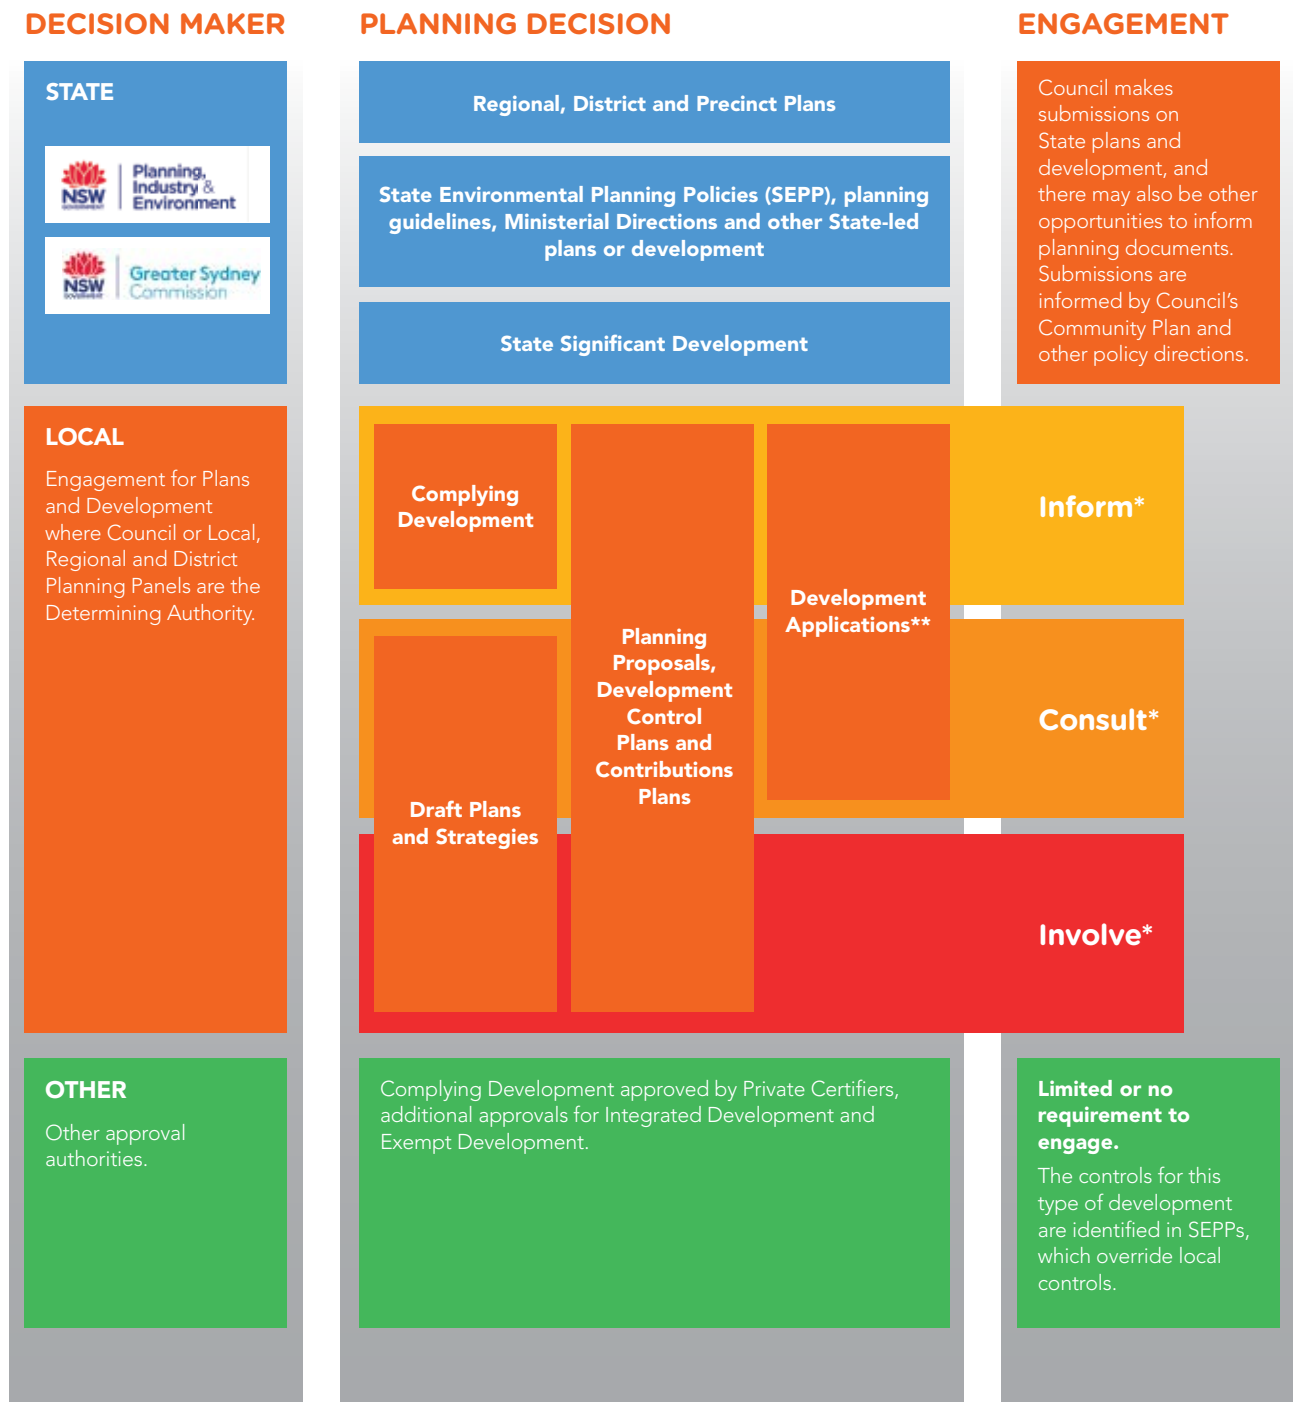 DECISION MAKER
PLANNING DECISION
ENGAGEMENT
STATE
NSW
GOVERNMENT
Planning,
Industry &
Environment
NSW
GOVERNMENT
Greater Sydney
Commission
Regional, District and Precinct Plans
State Environmental Planning Policies (SEPP), planning
guidelines, Ministerial Directions and other State-led
plans or development
State Significant Development
Council makes
submissions on
State plans and
development, and
there may also be other
opportunities to inform
planning documents.
Submissions are
informed by Council’s
Community Plan and
other policy directions.
LOCAL
Engagement for Plans
and Development
where Council or Local,
Regional and District
Planning Panels are the
Determining Authority.
Complying
Development
Draft Plans
and Strategies
Planning
Proposals,
Development
Control
Plans and
Contributions
Plans
Development
Applications**
Inform*
Consult*
Involve*
OTHER
Other approval
authorities.
Complying Development approved by Private Certifiers,
additional approvals for Integrated Development and
Exempt Development.
Limited or no
requirement to
engage.
The controls for this
type of development
are identified in SEPPs,
which override local
controls.